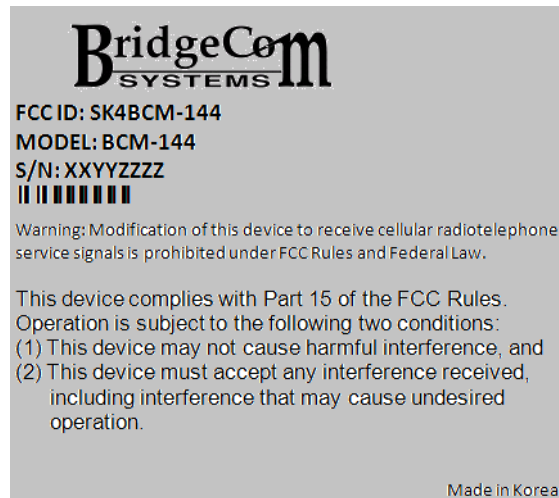 BridgeCom
SYSTEMS
FCC ID: SK4BCM-144
MODEL: BCM-144
S/N: XXYYZZZZ
Warning: Modification of this device to receive cellular radiotelephone
service signals is prohibited under FCC Rules and Federal Law.
This device complies with Part 15 of the FCC Rules.
Operation is subject to the following two conditions:
(1) This device may not cause harmful interference, and
(2) This device must accept any interference received,
including interference that may cause undesired
operation.
Made in Korea